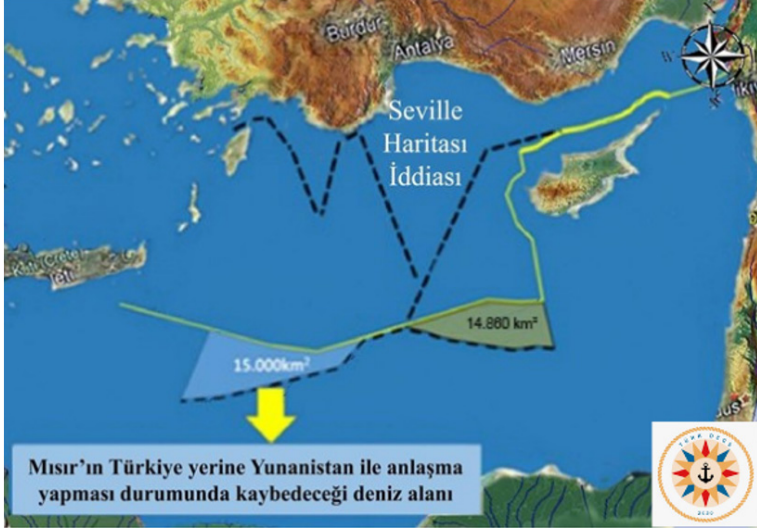 Burdur
Antalya
Mersin
Seville
Haritası
İddiası
14.860 km²
15.000km²
Mısır'ın Türkiye yerine Yunanistan ile anlaşma
yapması durumunda kaybedeceği deniz alanı